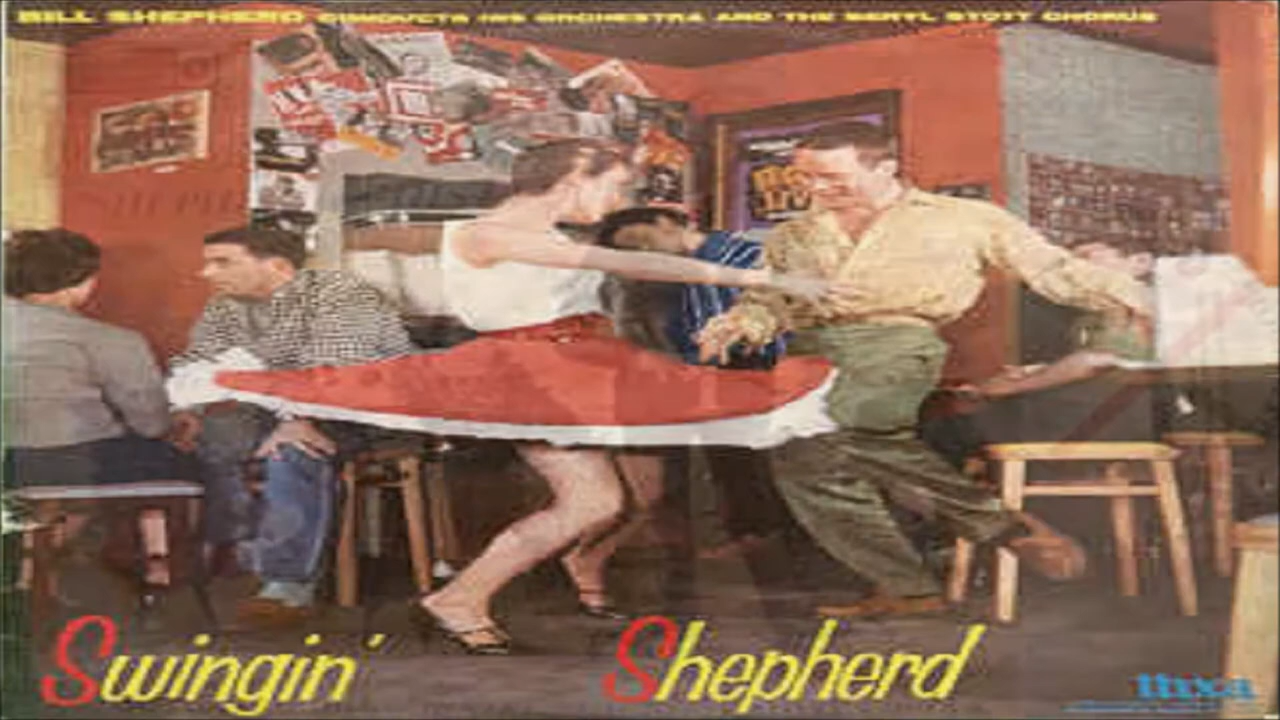 BILL SHEPHERD CONDUCTS HIS ORCHESTRA AND THE BERYL STOTT CHORUS
Swingin' Shepherd